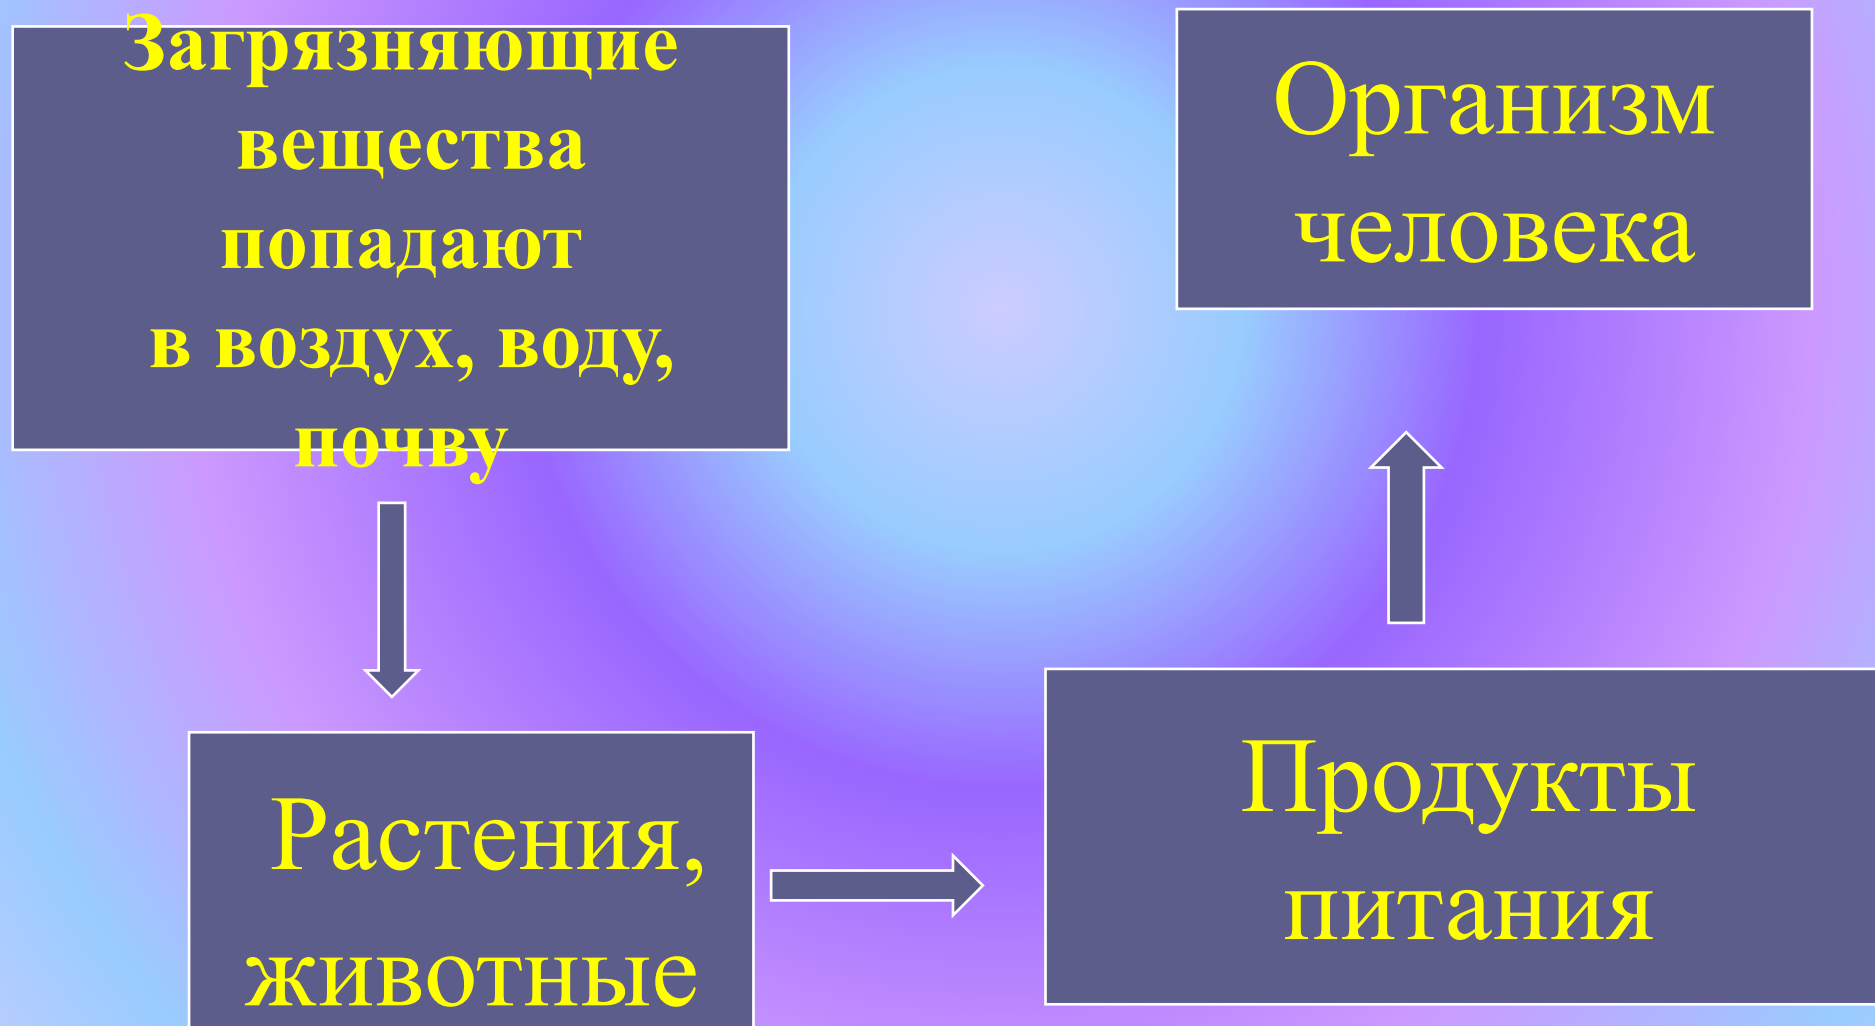 Загрязняющие
вещества
попадают
в воздух, воду,
почву
Растения,
животные
Продукты
питания
Организм
человека